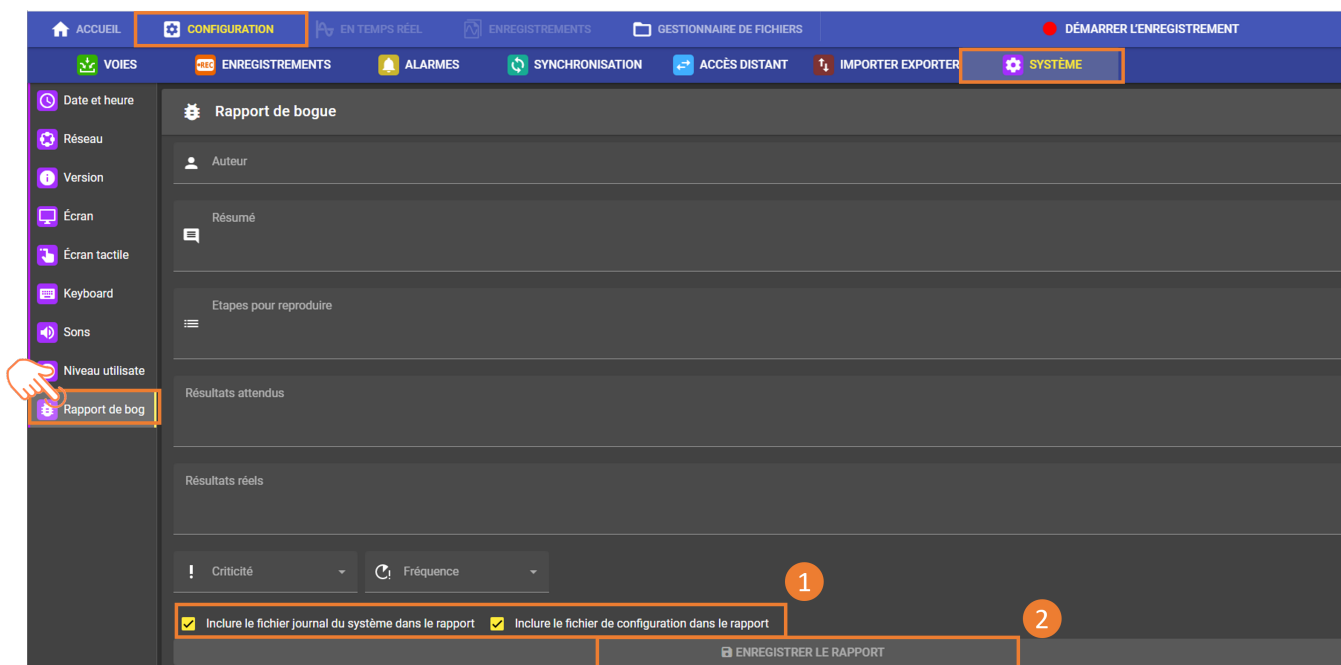 ACCUEIL CONFIGURATION EN TEMPS RÉEL ENREGISTREMENTS GESTIONNAIRE DE FICHIERS DÉMARRER L'ENREGISTREMENT
VOIES REC ENREGISTREMENTS ALARMES SYNCHRONISATION ACCÈS DISTANT IMPORTER EXPORTER SYSTÈME
Date et heure
Réseau
Version
Écran
Écran tactile
Keyboard
Sons
Niveau utilisate
Rapport de bog
Rapport de bogue
Auteur
Résumé
Etapes pour reproduire
Résultats attendus
Résultats réels
Criticité Fréquence
1
Inclure le fichier journal du système dans le rapport Inclure le fichier de configuration dans le rapport
2
ENREGISTRER LE RAPPORT